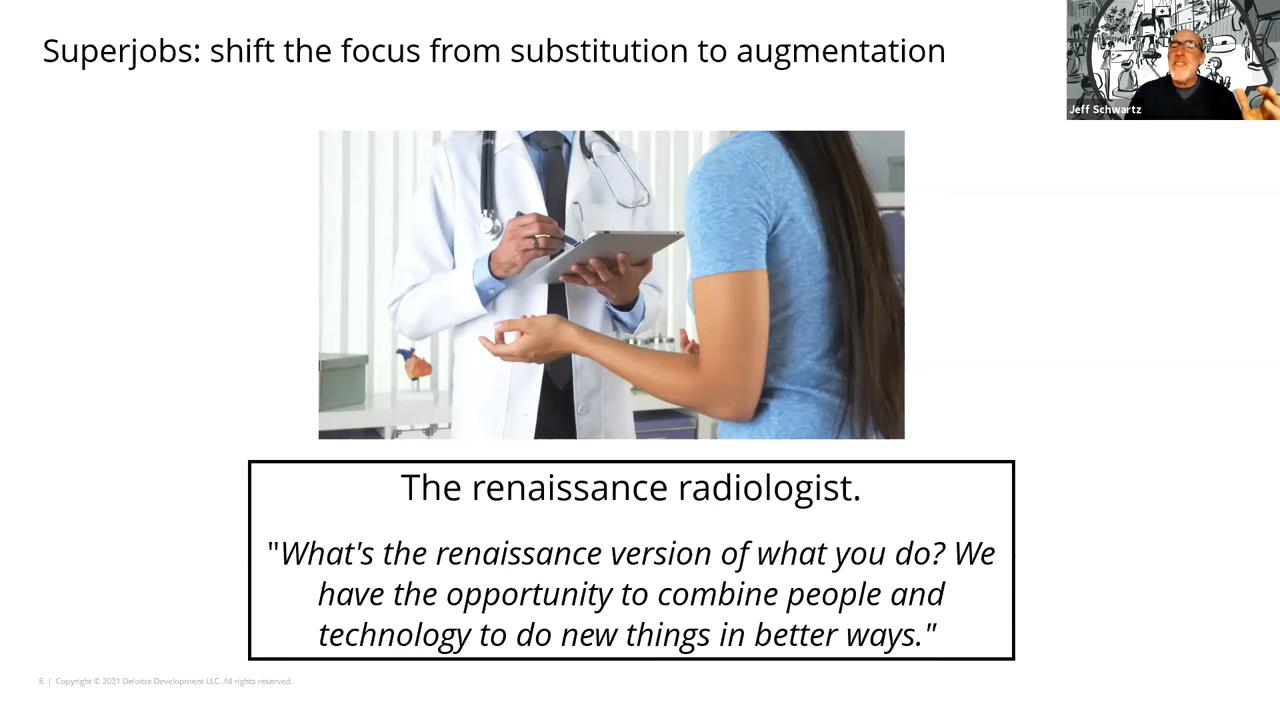 Superjobs: shift the focus from substitution to augmentation
Jeff Schwartz
The renaissance radiologist.
"What's the renaissance version of what you do? We
have the opportunity to combine people and
technology to do new things in better ways."
8 | Copyright © 2021 Deloitte Development LLC. All rights reserved.